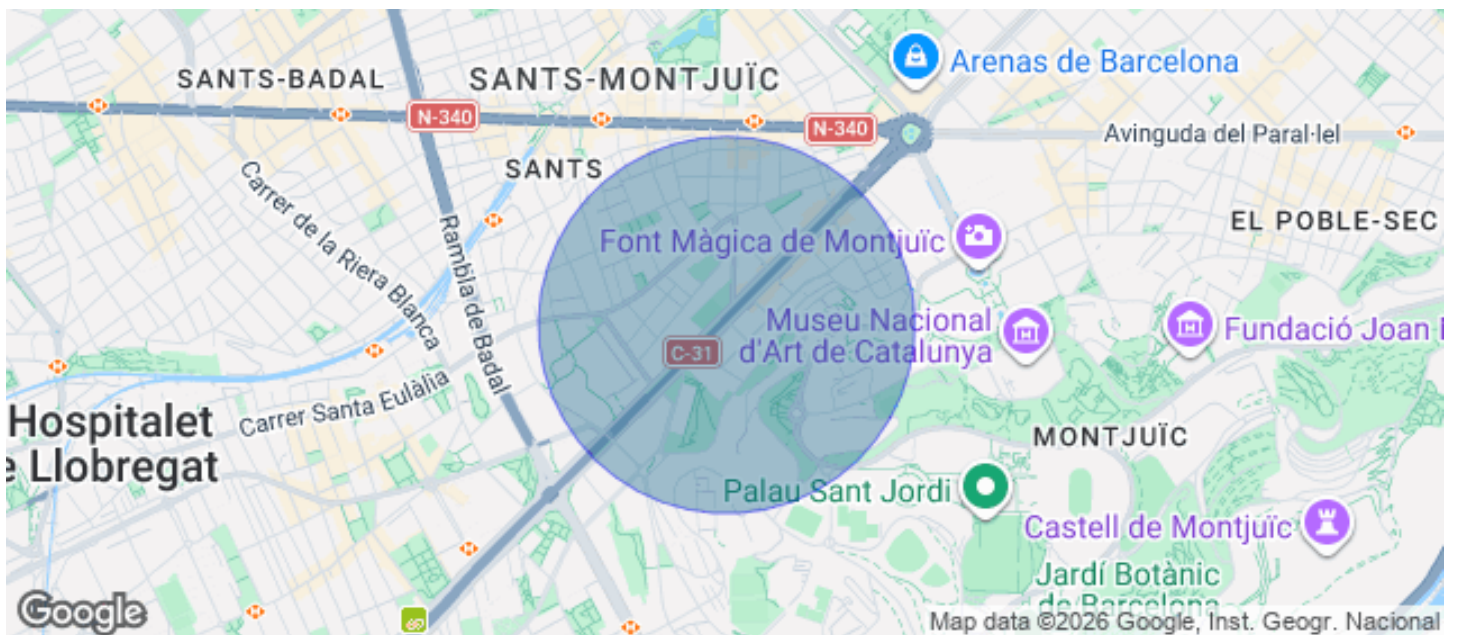 Arenas de Barcelona
SANTS-BADAL
SANTS-MONTJUÏC
N-340
N-340
Avinguda del Paral·lel
SANTS
Carrer de la Riera Blanca
Rambla de Badal
EL POBLE-SEC
Font Màgica de Montjuïc
Museu Nacional
d'Art de Catalunya
Fundació Joan
C-31
Carrer Santa Eulàlia
Hospitalet
Llobregat
MONTJUÏC
Palau Sant Jordi
Castell de Montjuïc
Jardí Botànic
de Barcelona
Google
Map data ©2026 Google, Inst. Geogr. Nacional